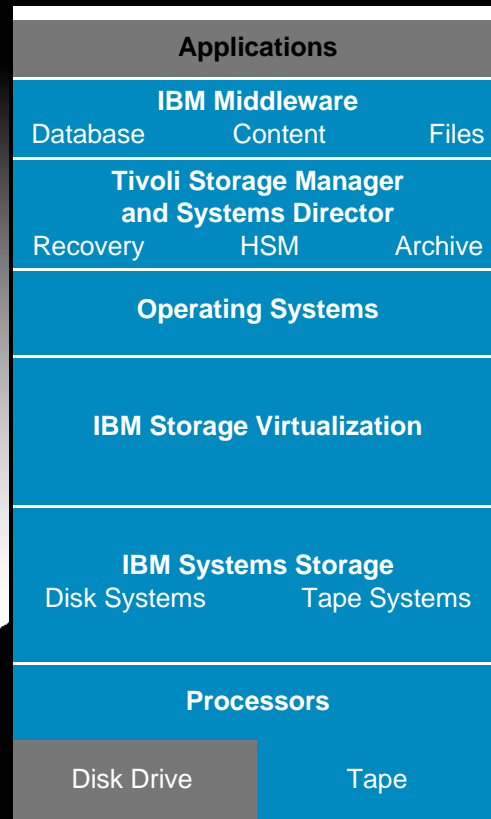 Applications
IBM Middleware
Database Content Files
Tivoli Storage Manager
and Systems Director
Recovery HSM Archive
Operating Systems
IBM Storage Virtualization
IBM Systems Storage
Disk Systems Tape Systems
Processors
Disk Drive Tape